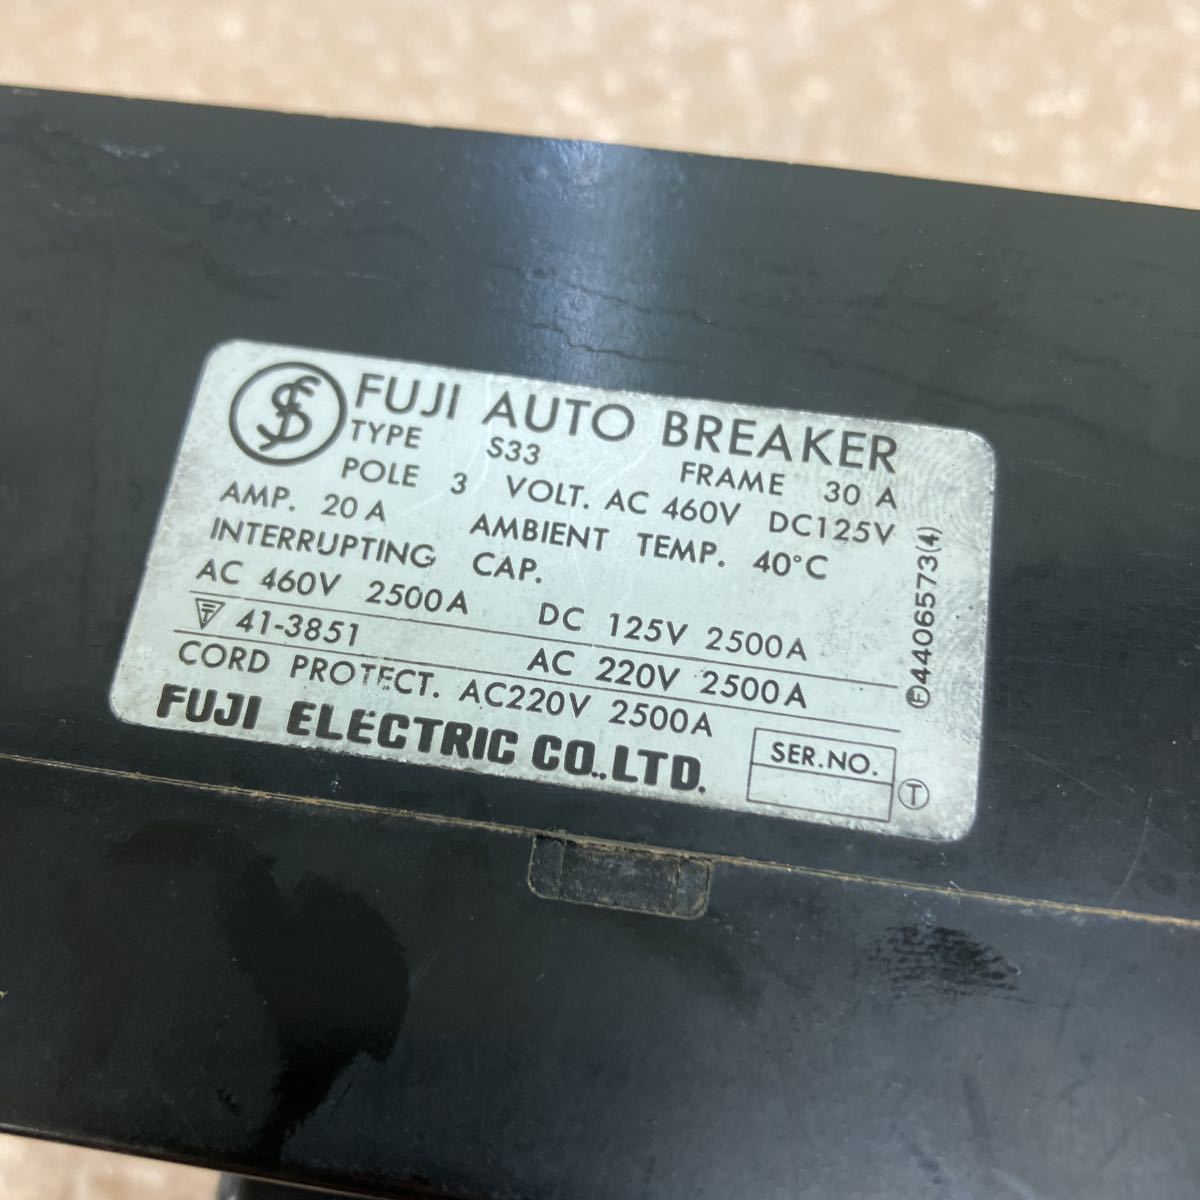 FUJI AUTO BREAKER
TYPE S33 FRAME 30 A
POLE 3 VOLT. AC 460V DC125V
AMP. 20 A AMBIENT TEMP. 40°C
INTERRUPTING CAP.
AC 460V 2500A DC 125V 2500A
T 41-3851 AC 220V 2500A
CORD PROTECT. AC220V 2500A
FUJI ELECTRIC CO.,LTD.
SER.NO.
T
F 4406573(4)